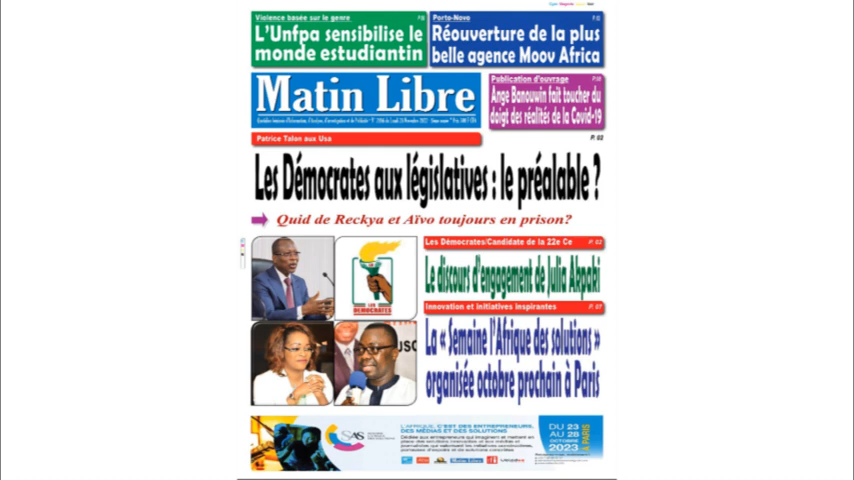 Violence basée sur le genre
L'Unfpa sensibilise le
monde estudiantin
Porto-Novo
Réouverture de la plus
belle agence Moov Africa
Matin Libre
Publication d'ouvrage
Ange Banouwin fait toucher du
doigt des réalités de la Covid-19
Patrice Talon aux Usa
P. 02
Les Démocrates aux législatives : le préalable ?
Quid de Reckya et Aïvo toujours en prison?
LES
DÉMOCRATES
Les Démocrates/Candidate de la 22e Ce
P. 02
Le discours d'engagement de Julia Akpaki
Innovation et initiatives inspirantes
P. 07
La « Semaine l'Afrique des solutions »
organisée octobre prochain à Paris
SAS
L'AFRIQUE, C'EST DES ENTREPRENEURS,
DES MÉDIAS ET DES SOLUTIONS
DU 23
AU 28
OCTOBRE
2023
À PARIS